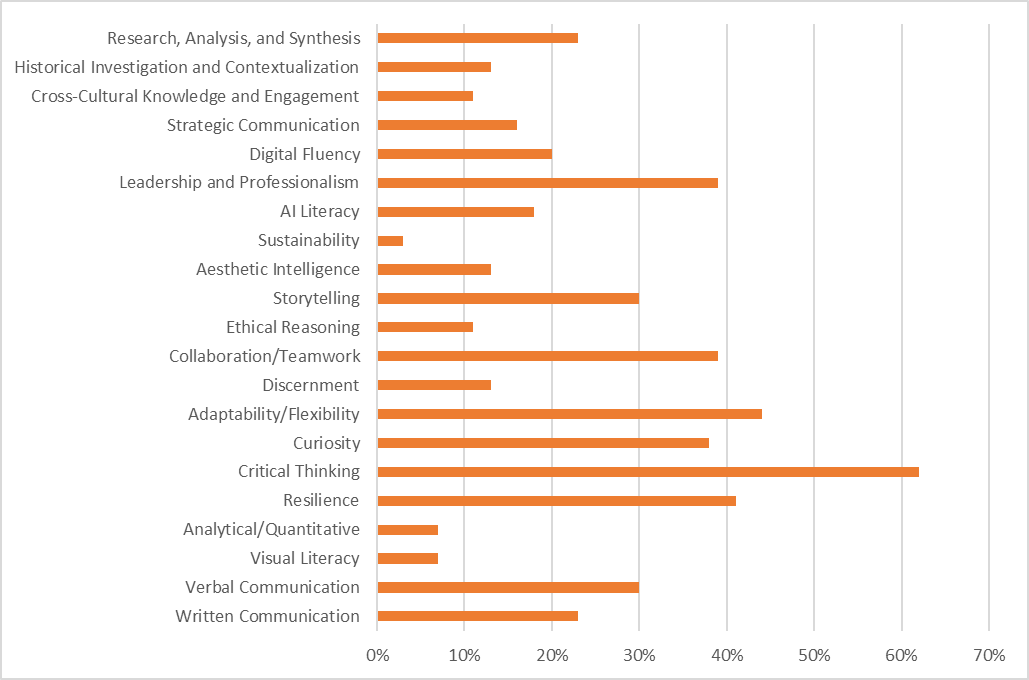 Research, Analysis, and Synthesis
Historical Investigation and Contextualization
Cross-Cultural Knowledge and Engagement
Strategic Communication
Digital Fluency
Leadership and Professionalism
AI Literacy
Sustainability
Aesthetic Intelligence
Storytelling
Ethical Reasoning
Collaboration/Teamwork
Discernment
Adaptability/Flexibility
Curiosity
Critical Thinking
Resilience
Analytical/Quantitative
Visual Literacy
Verbal Communication
Written Communication
0% 10% 20% 30% 40% 50% 60% 70%